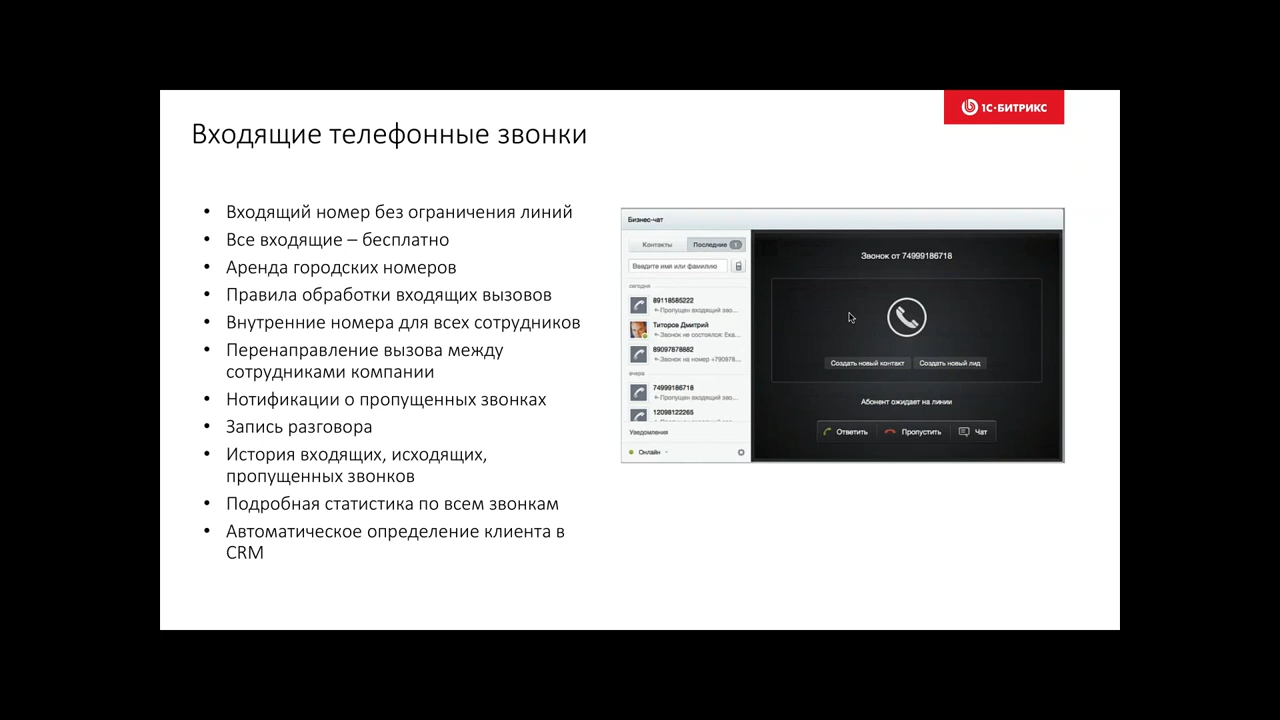 1С·БИТРИКС
Входящие телефонные звонки
• Входящий номер без ограничения линий
• Все входящие – бесплатно
• Аренда городских номеров
• Правила обработки входящих вызовов
• Внутренние номера для всех сотрудников
• Перенаправление вызова между
сотрудниками компании
• Нотификации о пропущенных звонках
• Запись разговора
• История входящих, исходящих,
пропущенных звонков
• Подробная статистика по всем звонкам
• Автоматическое определение клиента в
CRM
Бизнес-чат
Контакты
Последние 1
Введите имя или фамилию
сегодня
89118585222
Пропущен входящий зво...
Титоров Дмитрий
Звонок не состоялся: Ека...
89097878882
Звонок на номер +790978...
вчера
74999186718
Пропущен входящий зво...
12098122265
Уведомления
Онлайн
Звонок от 74999186718
Создать новый контакт
Создать новый лид
Абонент ожидает на линии
Ответить
Пропустить
Чат